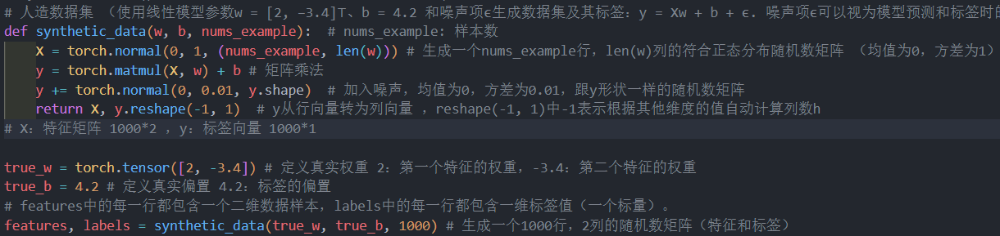 # 人造数据集 （使用线性模型参数w = [2, -3.4]⊤、b = 4.2 和噪声项ϵ生成数据集及其标签：y = Xw + b + ϵ. 噪声项ϵ可以视为模型预测和标签时的
def synthetic_data(w, b, nums_example):  # nums_example: 样本数
    X = torch.normal(0, 1, (nums_example, len(w))) # 生成一个nums_example行，len(w)列的符合正态分布随机数矩阵 （均值为0，方差为1）
    y = torch.matmul(X, w) + b # 矩阵乘法
    y += torch.normal(0, 0.01, y.shape)  # 加入噪声，均值为0，方差为0.01，跟y形状一样的随机数矩阵
    return X, y.reshape(-1, 1)  # y从行向量转为列向量 ，reshape(-1, 1)中-1表示根据其他维度的值自动计算列数h
# X：特征矩阵 1000*2 ，y：标签向量 1000*1
true_w = torch.tensor([2, -3.4]) # 定义真实权重 2：第一个特征的权重，-3.4：第二个特征的权重
true_b = 4.2 # 定义真实偏置 4.2：标签的偏置
# features中的每一行都包含一个二维数据样本，labels中的每一行都包含一维标签值（一个标量）。
features, labels = synthetic_data(true_w, true_b, 1000) # 生成一个1000行，2列的随机数矩阵（特征和标签）